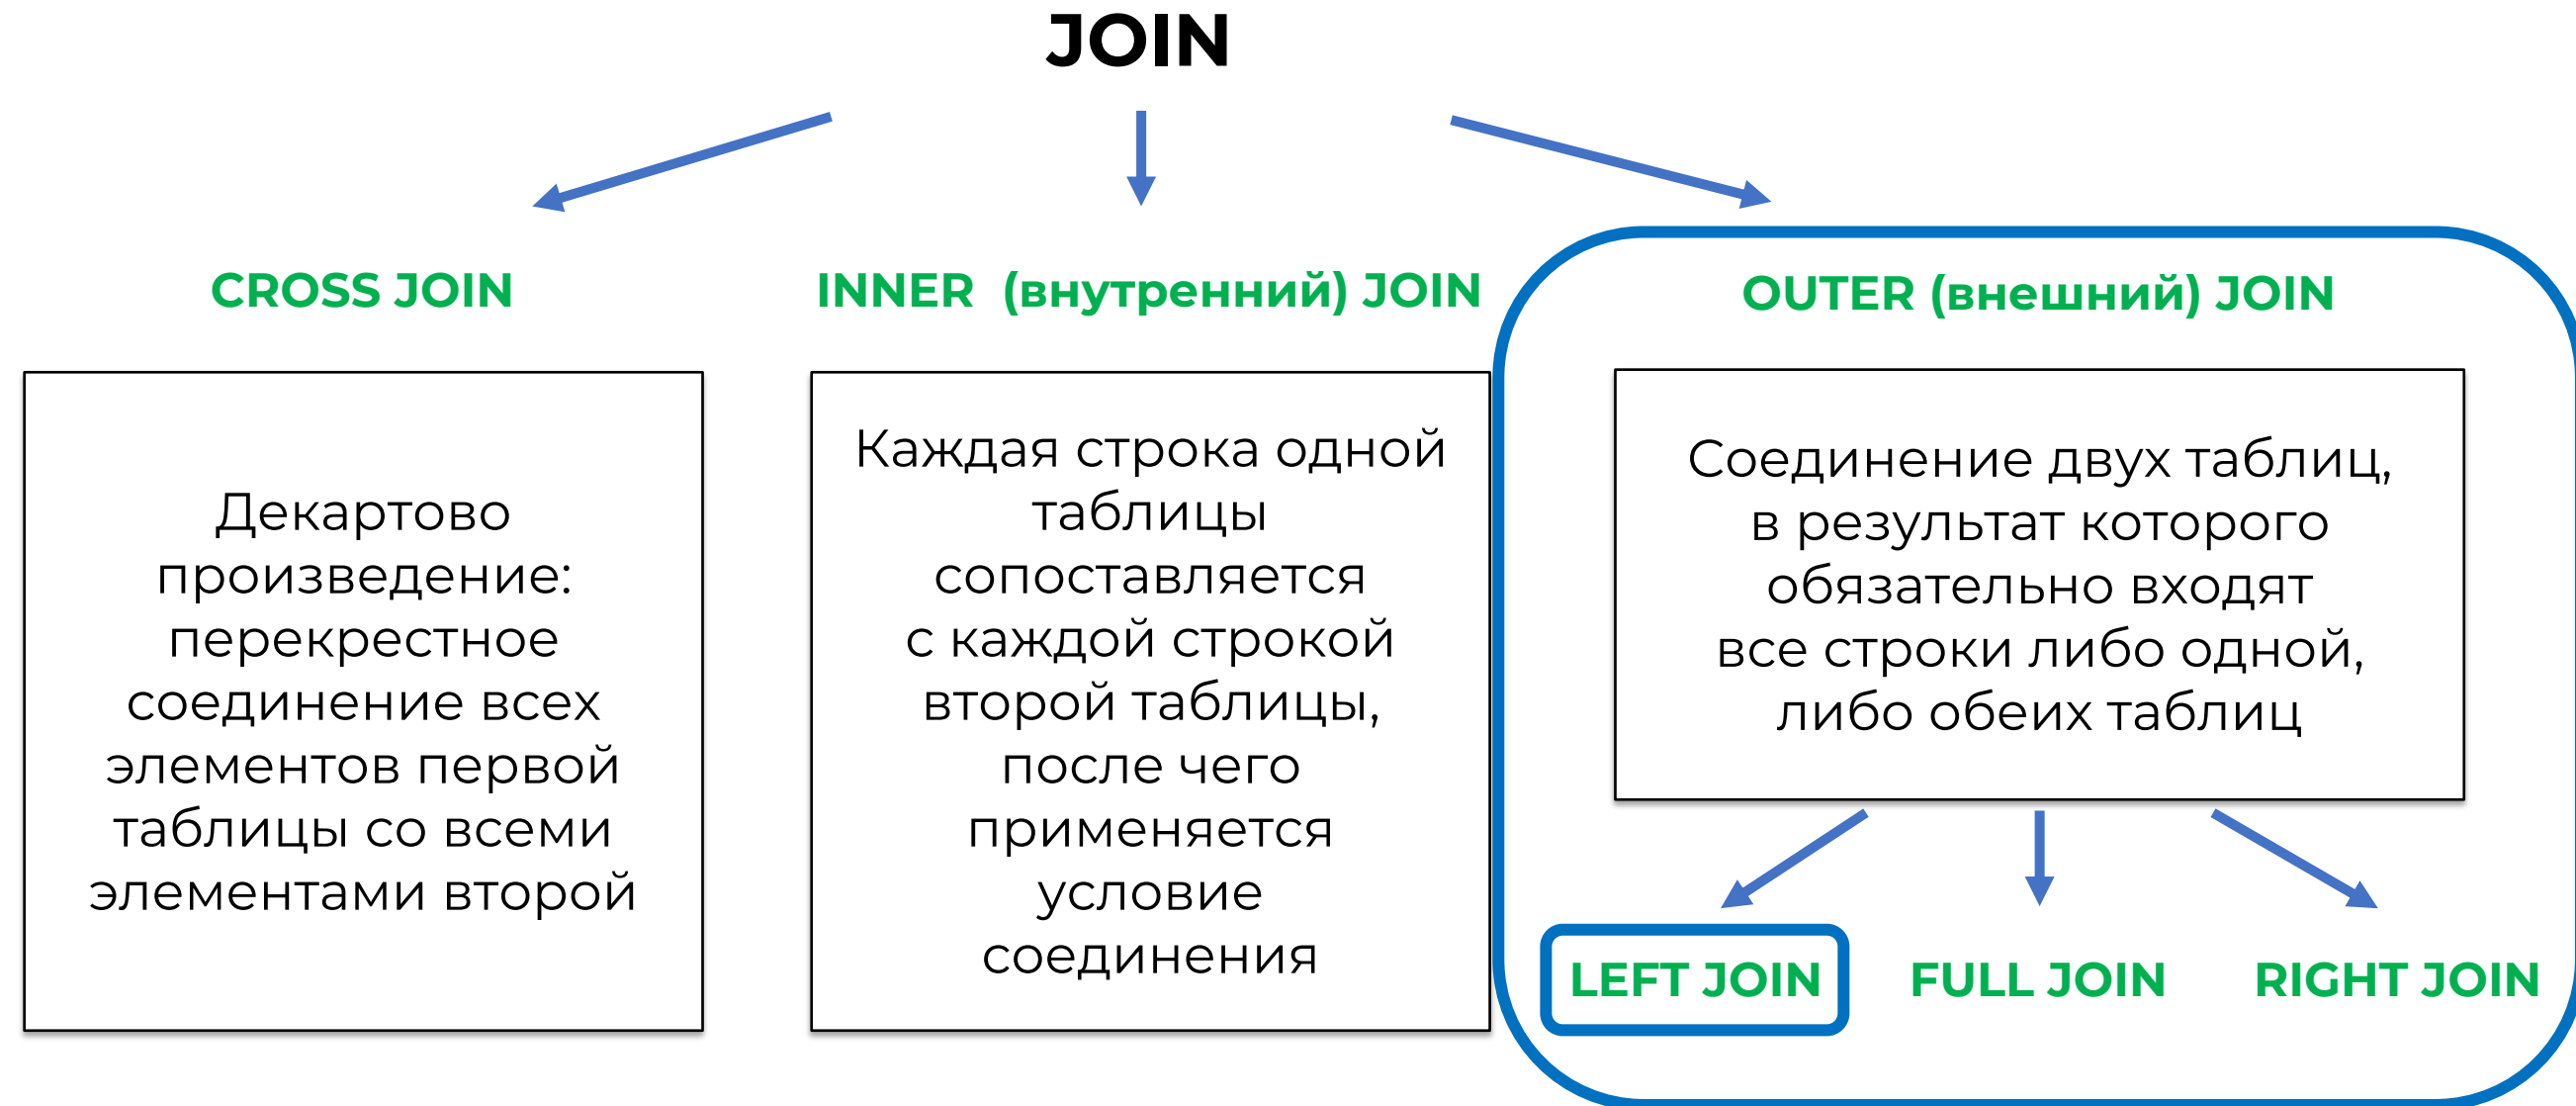 JOIN
CROSS JOIN
INNER (внутренний) JOIN
OUTER (внешний) JOIN
Декартово
произведение:
перекрестное
соединение всех
элементов первой
таблицы со всеми
элементами второй
Каждая строка одной
таблицы
сопоставляется
с каждой строкой
второй таблицы,
после чего
применяется
условие
соединения
Соединение двух таблиц,
в результат которого
обязательно входят
все строки либо одной,
либо обеих таблиц
LEFT JOIN
FULL JOIN
RIGHT JOIN